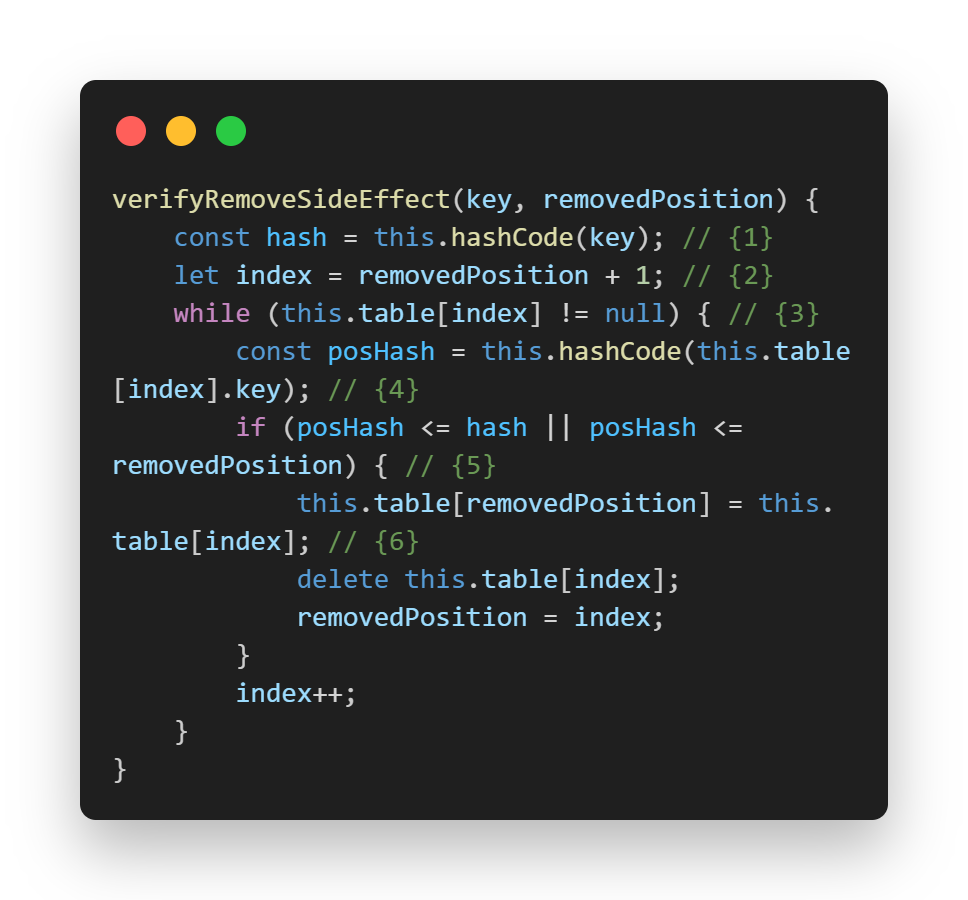 verifyRemoveSideEffect(key, removedPosition) {
    const hash = this.hashCode(key); // {1}
    let index = removedPosition + 1; // {2}
    while (this.table[index] != null) { // {3}
        const posHash = this.hashCode(this.table
[index].key); // {4}
        if (posHash <= hash || posHash <=
removedPosition) { // {5}
            this.table[removedPosition] = this.
table[index]; // {6}
            delete this.table[index];
            removedPosition = index;
        }
        index++;
    }
}